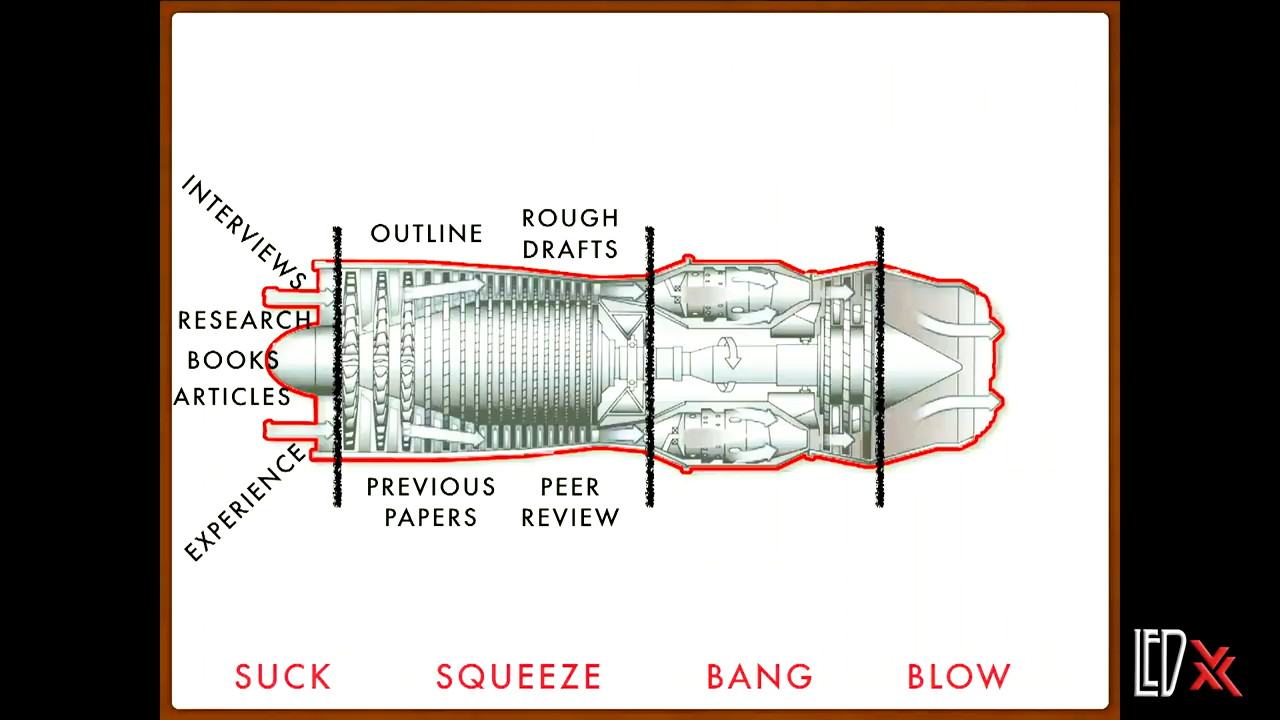 INTERVIEWS
RESEARCH
BOOKS
ARTICLES
EXPERIENCE
OUTLINE
ROUGH
DRAFTS
PREVIOUS
PAPERS
PEER
REVIEW
SUCK
SQUEEZE
BANG
BLOW
LEDX